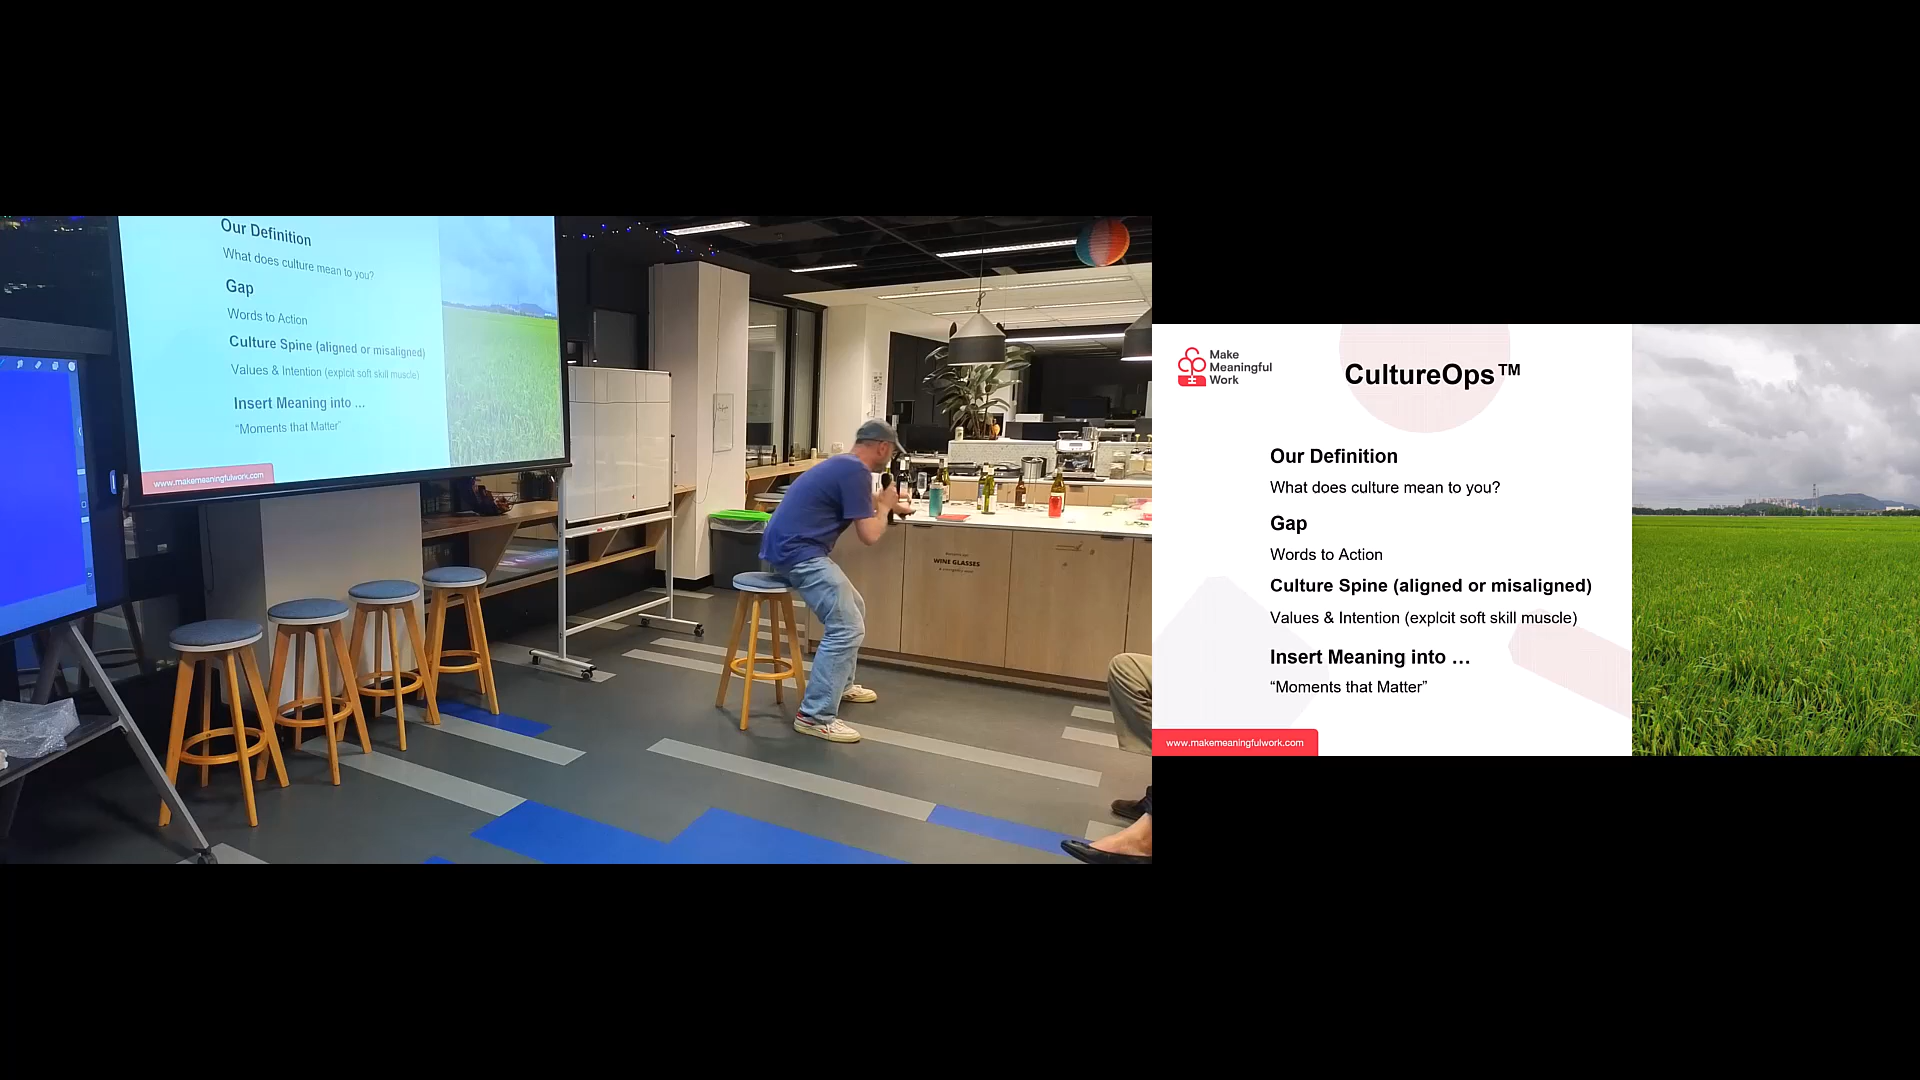 Our Definition
What does culture mean to you?
Gap
Words to Action
Culture Spine (aligned or misaligned)
Values & Intention (explcit soft skill muscle)
Insert Meaning into ...
“Moments that Matter”
www.makemeaningfulwork.com
WINE GLASSES
Make
Meaningful
Work
CultureOps™
Our Definition
What does culture mean to you?
Gap
Words to Action
Culture Spine (aligned or misaligned)
Values & Intention (explcit soft skill muscle)
Insert Meaning into …
“Moments that Matter”
www.makemeaningfulwork.com